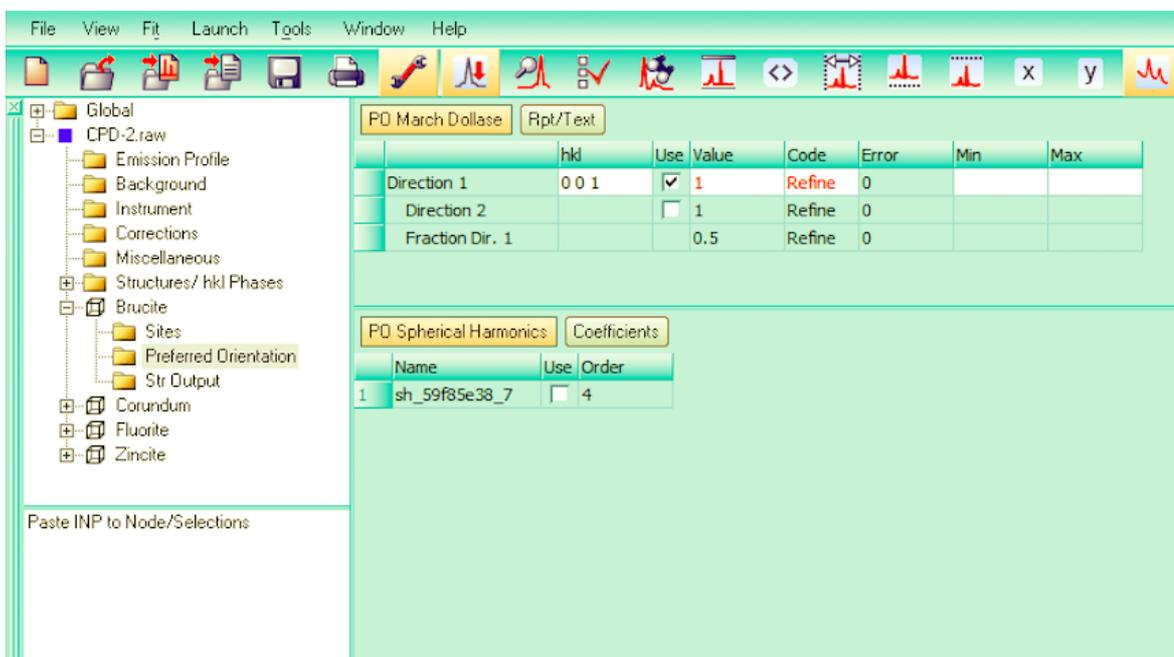 File View Fit Launch Tools Window Help
<> x y
Global
CPD-2.raw
Emission Profile
Background
Instrument
Corrections
Miscellaneous
Structures/ hkl Phases
Brucite
Sites
Preferred Orientation
Str Output
Corundum
Fluorite
Zincite
Paste INP to Node/Selections
PO March Dollase Rpt/Text
hkl Use Value Code Error Min Max
Direction 1 0 0 1 1 Refine 0
Direction 2 1 Refine 0
Fraction Dir. 1 0.5 Refine 0
PO Spherical Harmonics Coefficients
Name Use Order
1 sh_59f85e38_7 4